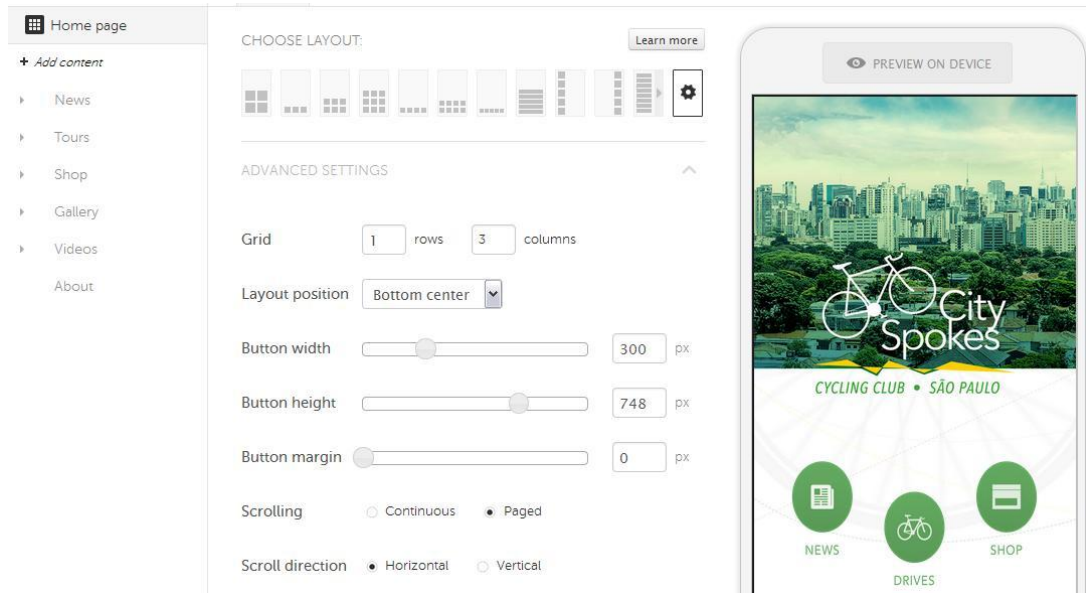 Home page
+ Add content
News
Tours
Shop
Gallery
Videos
About
CHOOSE LAYOUT:
Learn more
ADVANCED SETTINGS
Grid 1 rows 3 columns
Layout position Bottom center
Button width 300 px
Button height 748 px
Button margin 0 px
Scrolling Continuous Paged
Scroll direction Horizontal Vertical
PREVIEW ON DEVICE
City
Spokes
CYCLING CLUB • SÃO PAULO
NEWS
SHOP
DRIVES